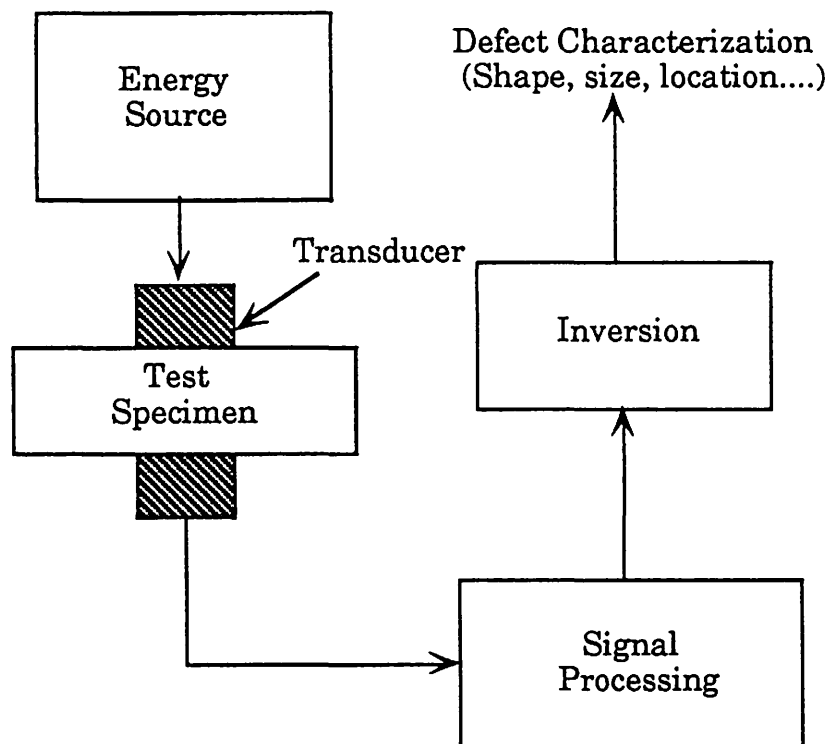 Energy
Source
Defect Characterization
(Shape, size, location....)
Transducer
Test
Specimen
Inversion
Signal
Processing